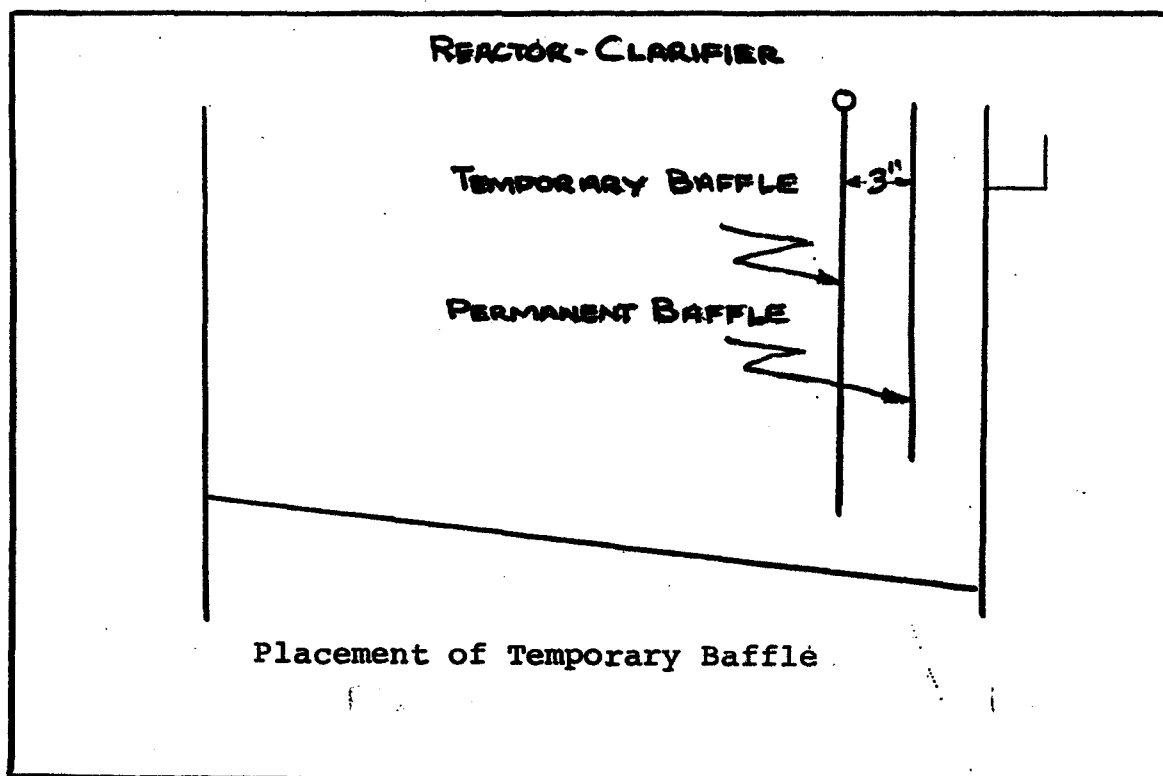 REACTOR-CLARIFIER
TEMPORARY BAFFLE
3"
PERMANENT BAFFLE
Placement of Temporary Baffle